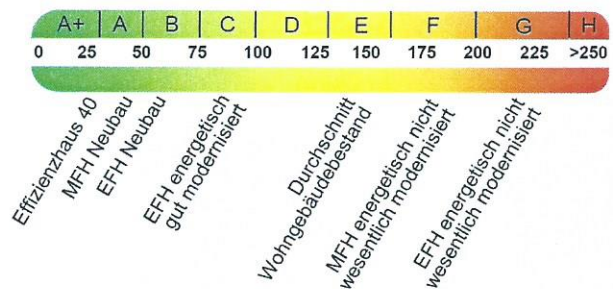 A+ A B C D E F G H
0 25 50 75 100 125 150 175 200 225 >250
Effizienzhaus 40
MFH Neubau
EFH Neubau
EFH energetisch
gut modernisiert
Durchschnitt
Wohngebäudebestand
MFH energetisch nicht
wesentlich modernisiert
EFH energetisch nicht
wesentlich modernisiert